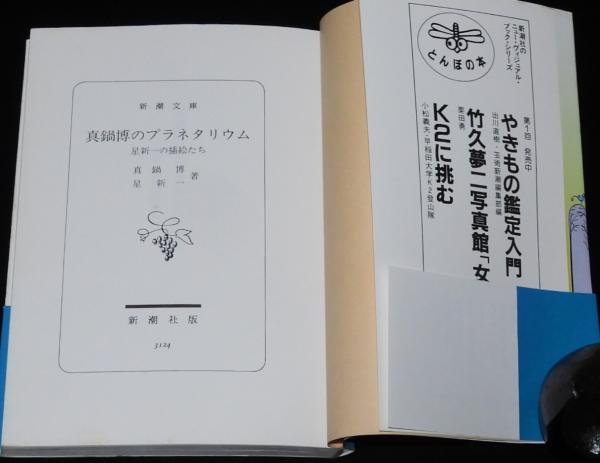 新潮文庫
真鍋博のプラネタリウム
星新一の挿絵たち
真鍋博
星新一
著
新潮社版
3124
新潮社の
ニュー・ヴィジュアル・
ブック・シリーズ
とんぼの本
第1回 発売中
やきもの鑑定入門
出川直樹・芸術新潮編集部編
竹久夢二写真館「女
栗田勇
K2に挑む
小松義夫・早稲田大学K2登山隊